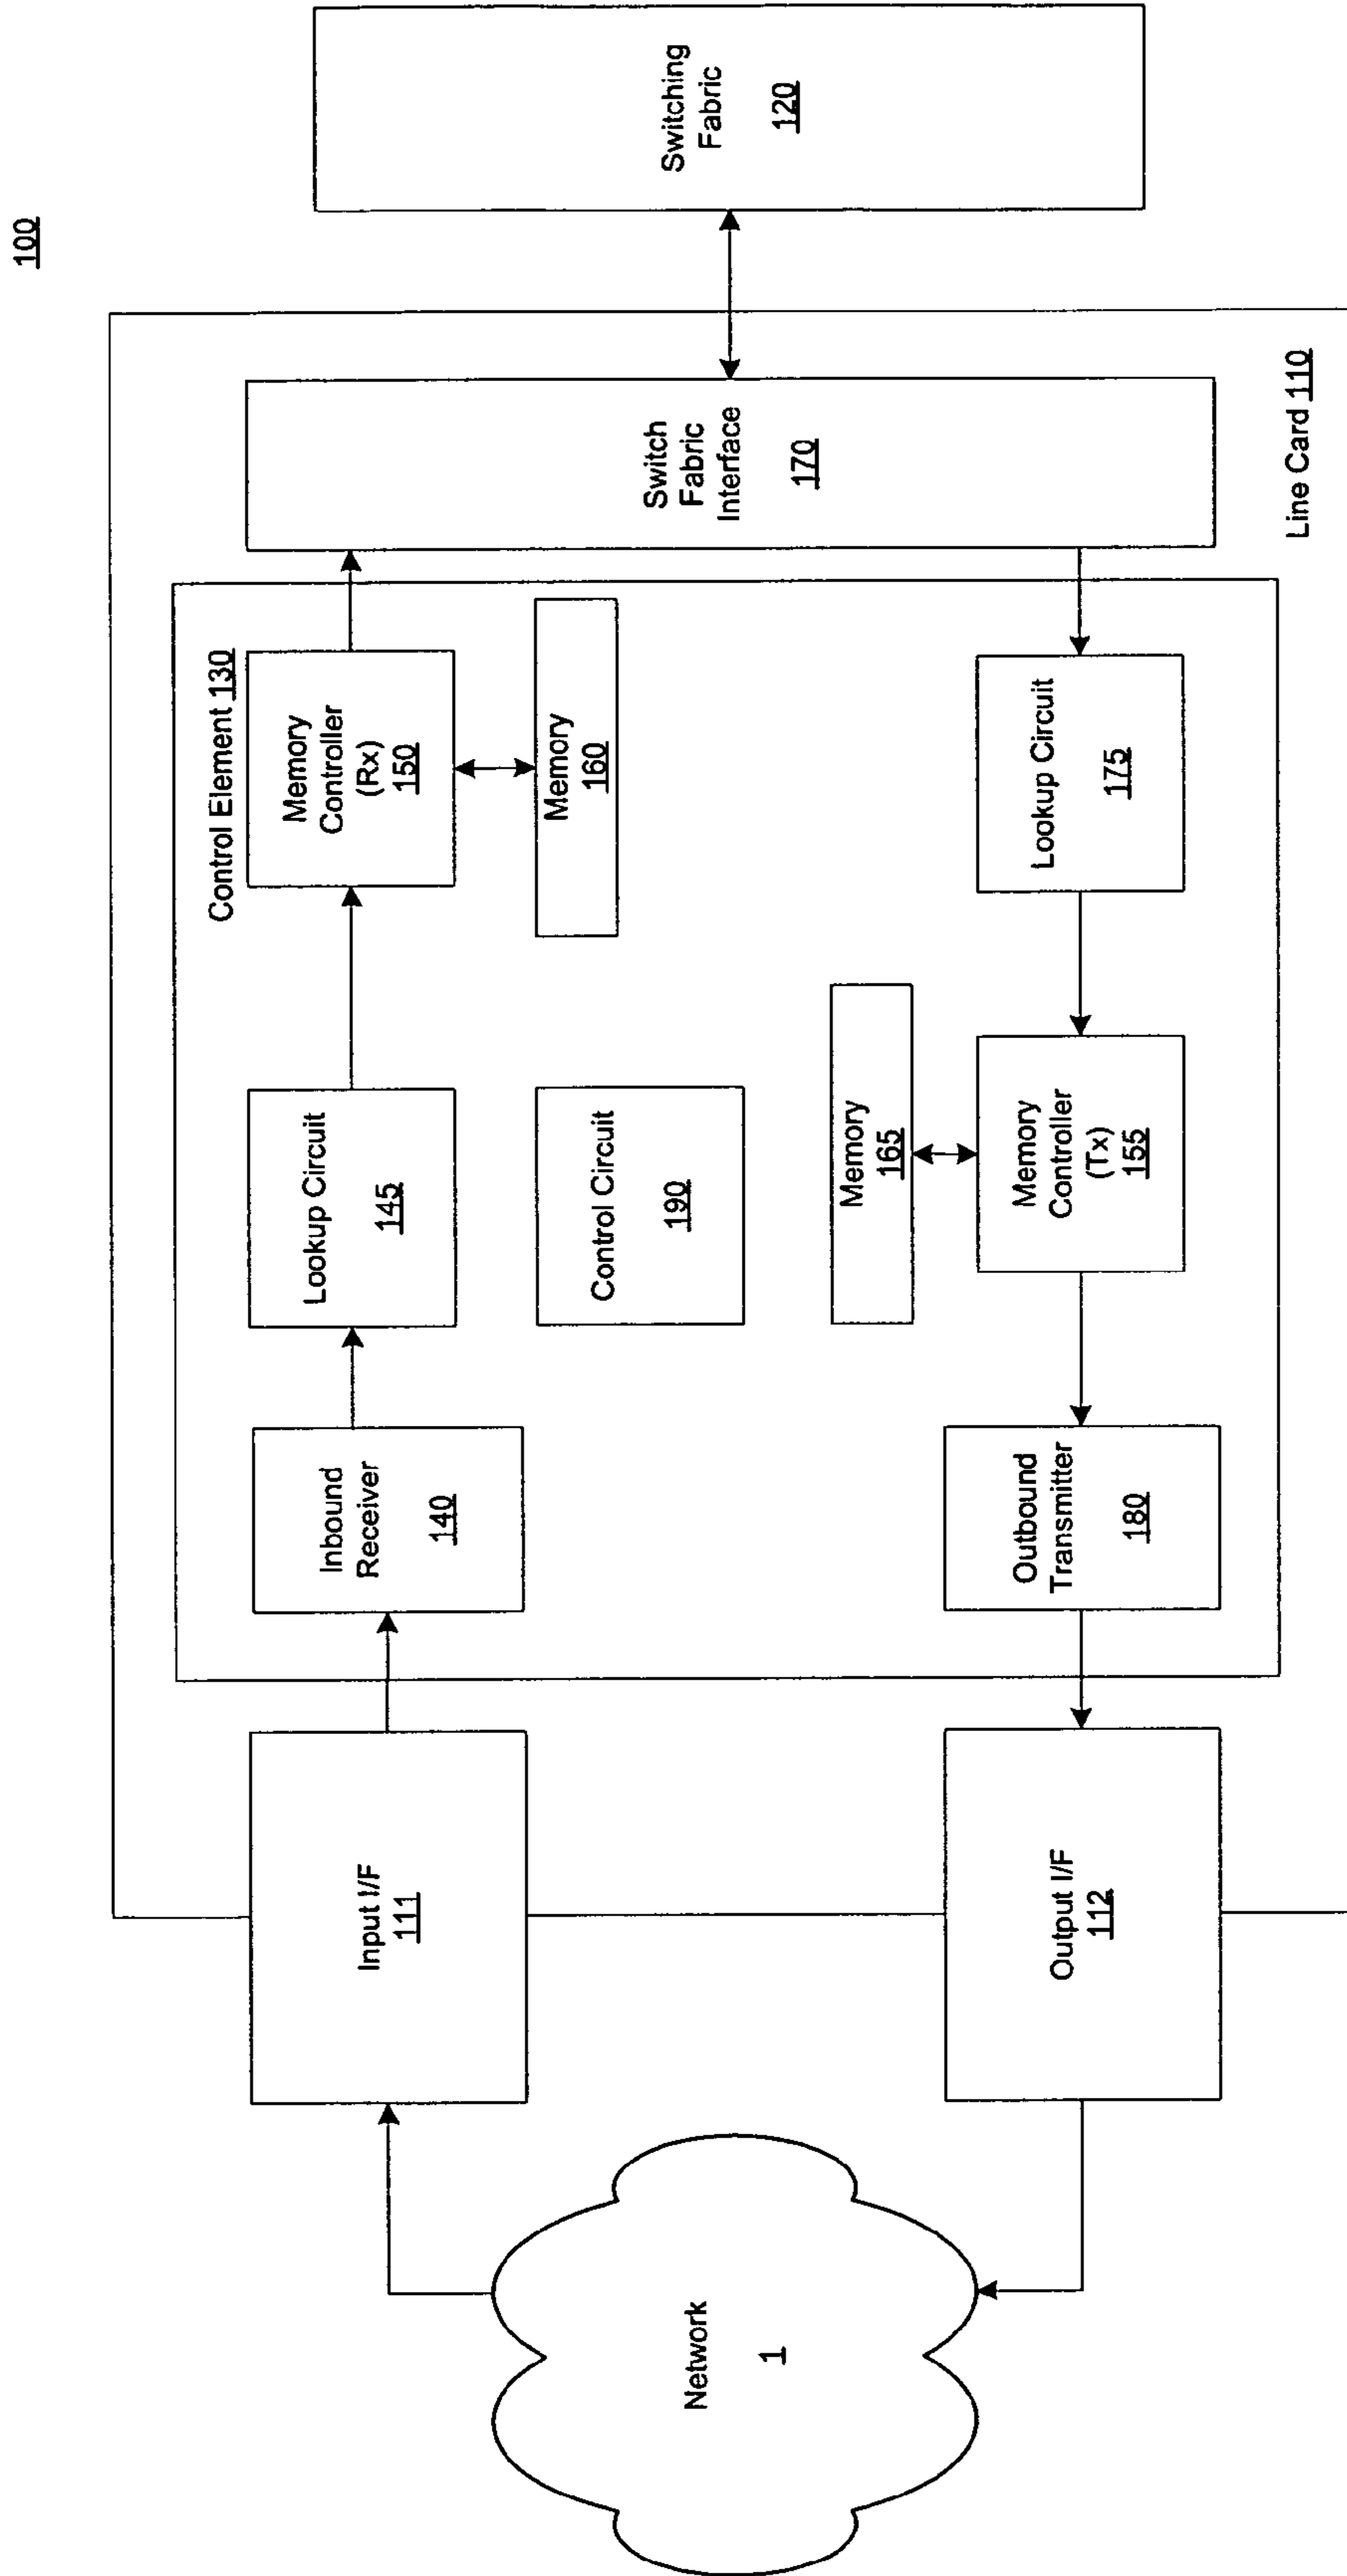 100
Switching
Fabric
120
Switch
Fabric
Interface
170
Line Card 110
Control Element 130
Memory
Controller
(Rx)
150
Memory
160
Lookup Circuit
175
Lookup Circuit
145
Control Circuit
190
Memory
165
Memory
Controller
(Tx)
155
Inbound
Receiver
140
Outbound
Transmitter
180
Input I/F
111
Output I/F
112
Network
1